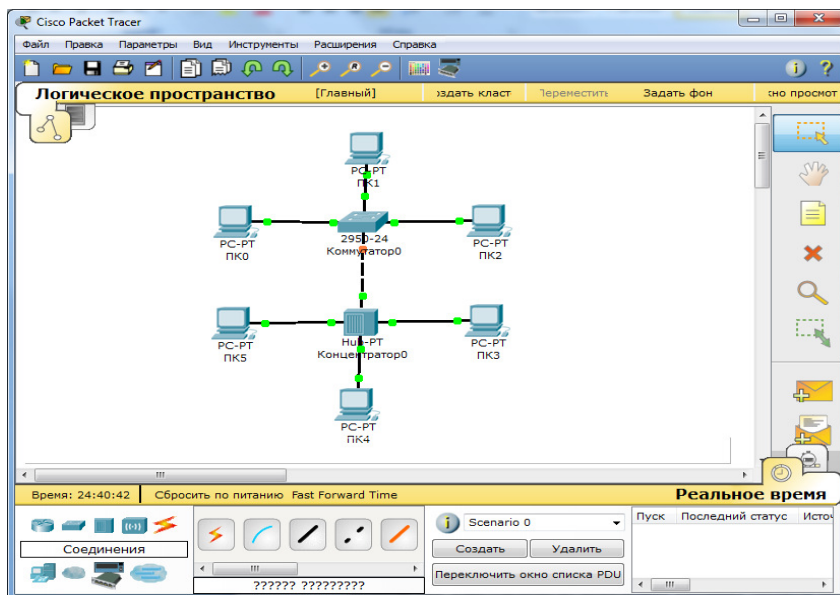 Cisco Packet Tracer
Файл Правка Параметры Вид Инструменты Расширения Справка
Логическое пространство [Главный] оздать класт Переместить Задать фон сно просмот
PC-PT
ПК1
PC-PT
ПК0
2950-24
Коммутатор0
PC-PT
ПК2
PC-PT
ПК5
Hub-PT
Концентратор0
PC-PT
ПК3
PC-PT
ПК4
Время: 24:40:42 Сбросить по питанию Fast Forward Time Реальное время
Соединения
?????? ?????????
Scenario 0
Создать Удалить
Переключить окно списка PDU
Пуск Последний статус Источ